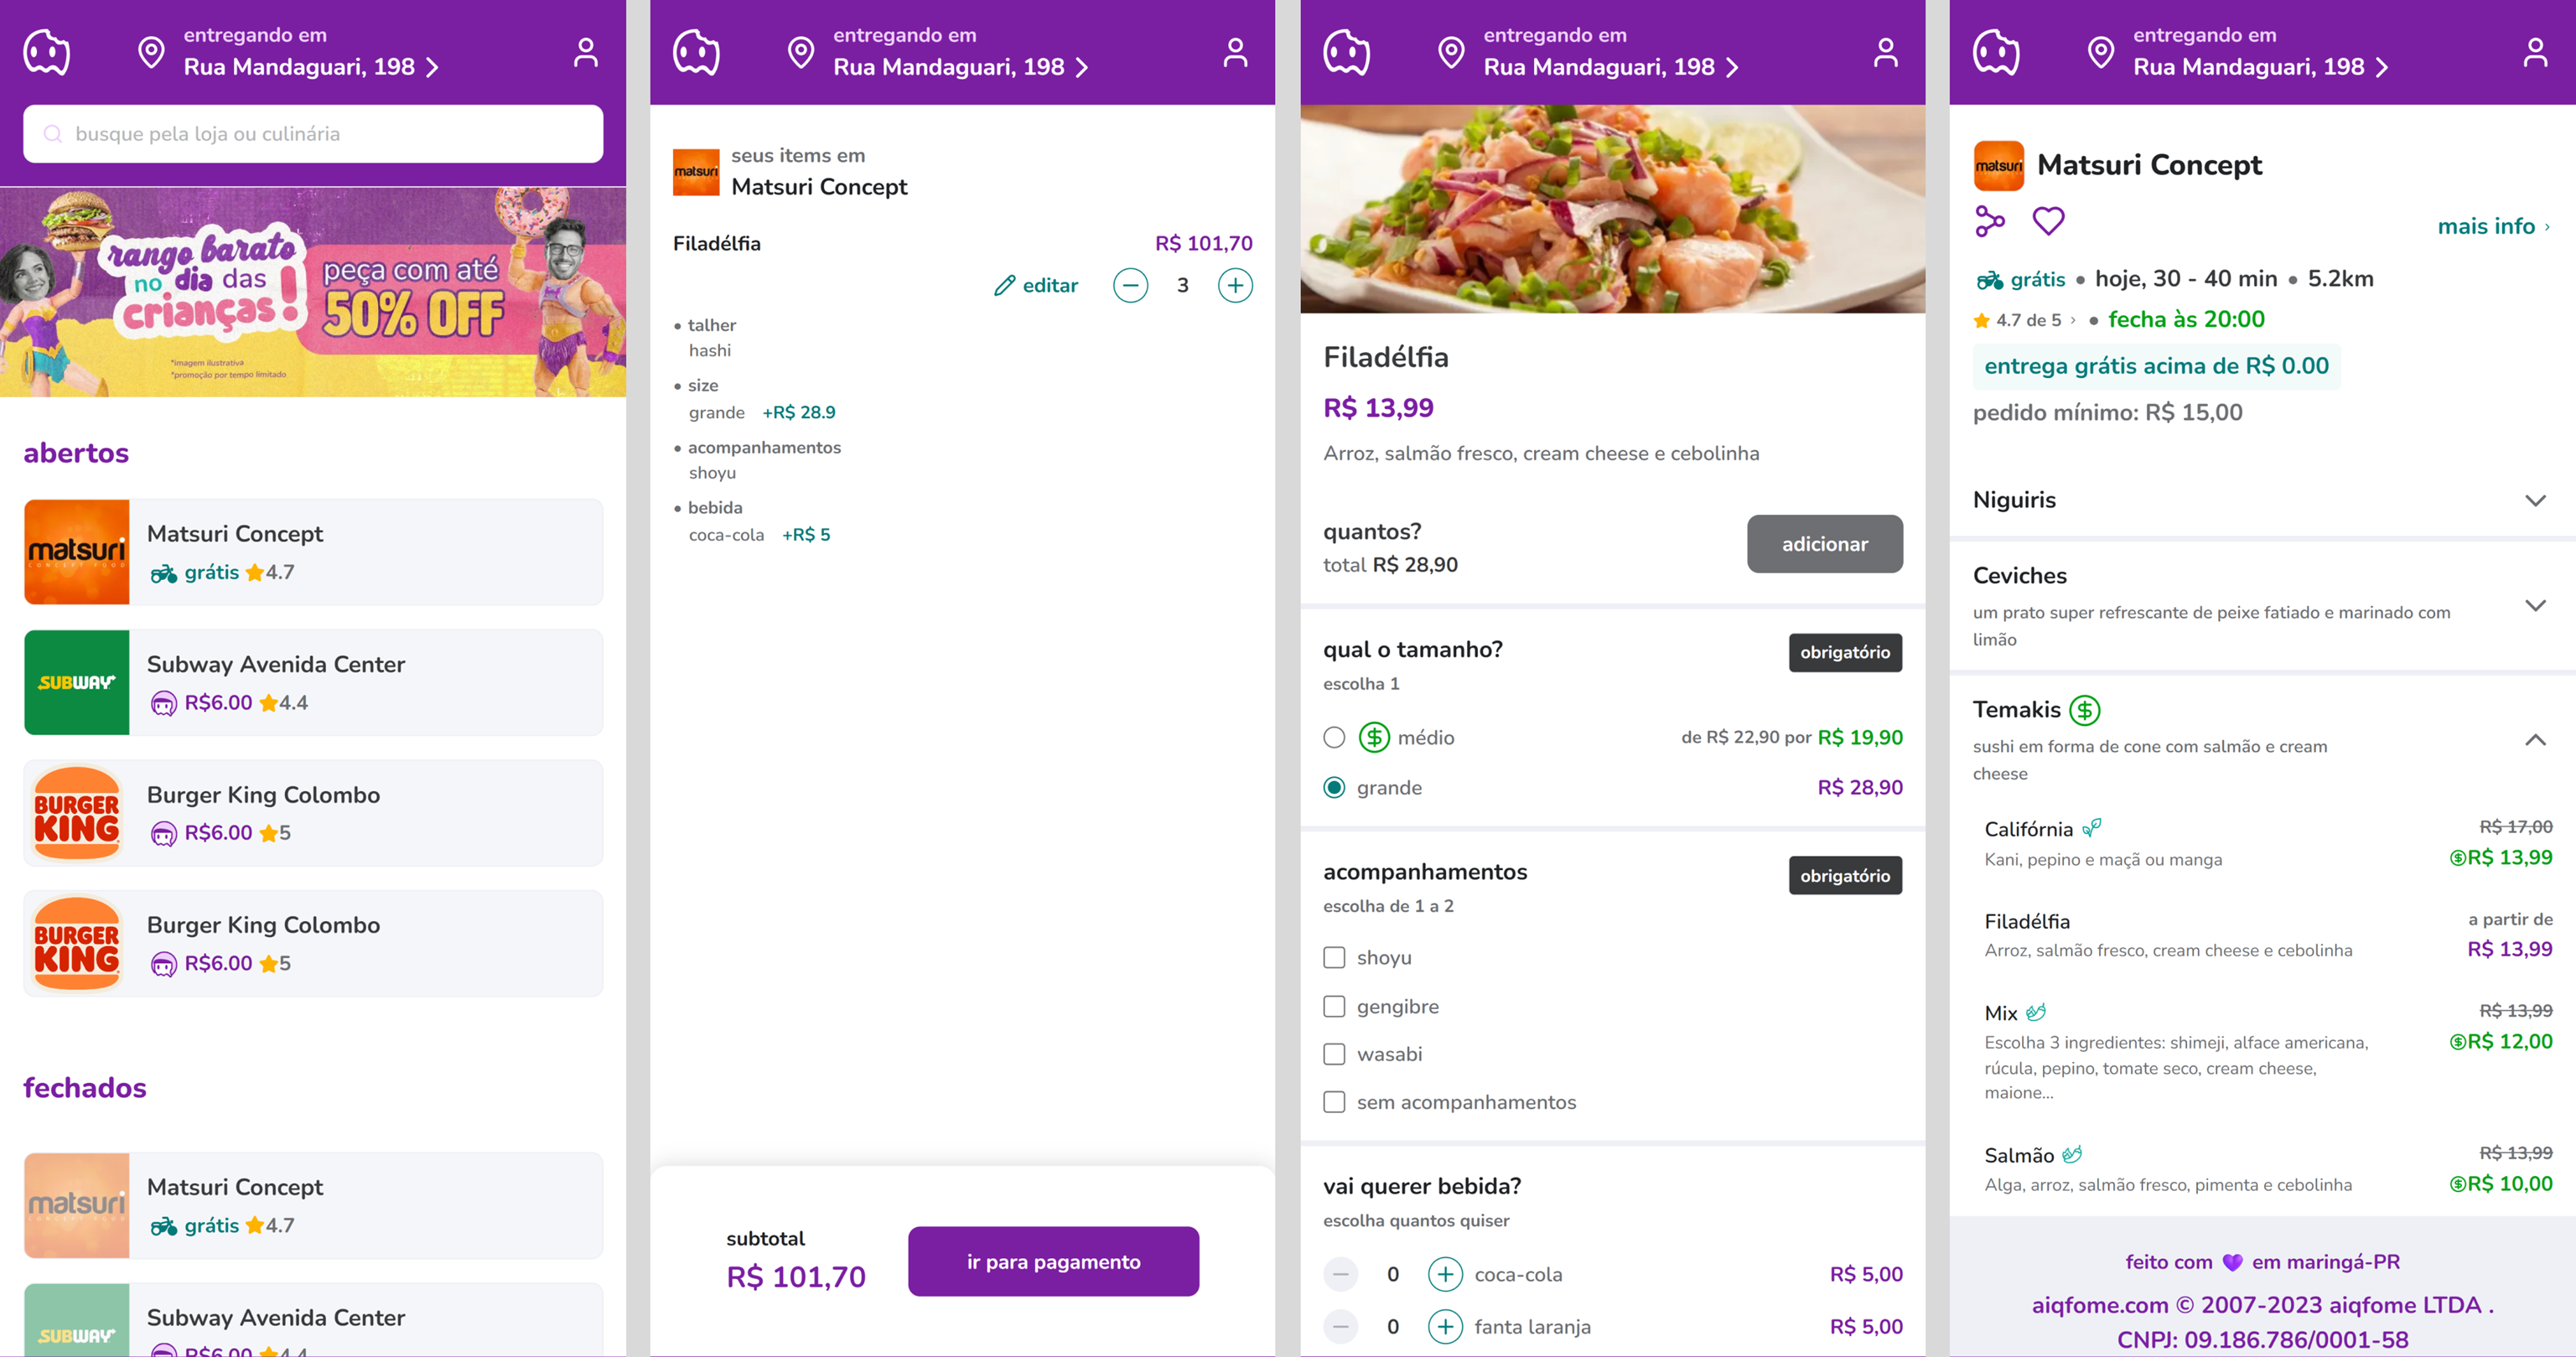 entregando em
Rua Mandaguari, 198
busque pela loja ou culinária
rango barato
no dia das
crianças!
peça com até
50% OFF
*imagem ilustrativa
*promoção por tempo limitado
abertos
matsuri
CONCEPT FOOD
Matsuri Concept
grátis 4.7
SUBWAY
Subway Avenida Center
R$6.00 4.4
BURGER
KING
Burger King Colombo
R$6.00 5
BURGER
KING
Burger King Colombo
R$6.00 5
fechados
matsuri
CONCEPT FOOD
Matsuri Concept
grátis 4.7
SUBWAY
Subway Avenida Center
R$6.00 4.4
entregando em
Rua Mandaguari, 198
matsuri
seus items em
Matsuri Concept
Filadélfia R$ 101,70
editar 3
• talher
hashi
• size
grande +R$ 28.9
• acompanhamentos
shoyu
• bebida
coca-cola +R$ 5
subtotal
R$ 101,70
ir para pagamento
entregando em
Rua Mandaguari, 198
Filadélfia
R$ 13,99
Arroz, salmão fresco, cream cheese e cebolinha
quantos?
total R$ 28,90
adicionar
qual o tamanho? obrigatório
escolha 1
médio de R$ 22,90 por R$ 19,90
grande R$ 28,90
acompanhamentos obrigatório
escolha de 1 a 2
shoyu
gengibre
wasabi
sem acompanhamentos
vai querer bebida?
escolha quantos quiser
0 coca-cola R$ 5,00
0 fanta laranja R$ 5,00
entregando em
Rua Mandaguari, 198
matsuri
Matsuri Concept
mais info ›
grátis • hoje, 30 - 40 min • 5.2km
4.7 de 5 › • fecha às 20:00
entrega grátis acima de R$ 0.00
pedido mínimo: R$ 15,00
Niguiris
Ceviches
um prato super refrescante de peixe fatiado e marinado com
limão
Temakis
sushi em forma de cone com salmão e cream
cheese
Califórnia R$ 17,00
Kani, pepino e maçã ou manga R$ 13,99
Filadélfia a partir de
Arroz, salmão fresco, cream cheese e cebolinha R$ 13,99
Mix R$ 13,99
Escolha 3 ingredientes: shimeji, alface americana, R$ 12,00
rúcula, pepino, tomate seco, cream cheese,
maione...
Salmão R$ 13,99
Alga, arroz, salmão fresco, pimenta e cebolinha R$ 10,00
feito com 💜 em maringá-PR
aiqfome.com © 2007-2023 aiqfome LTDA .
CNPJ: 09.186.786/0001-58